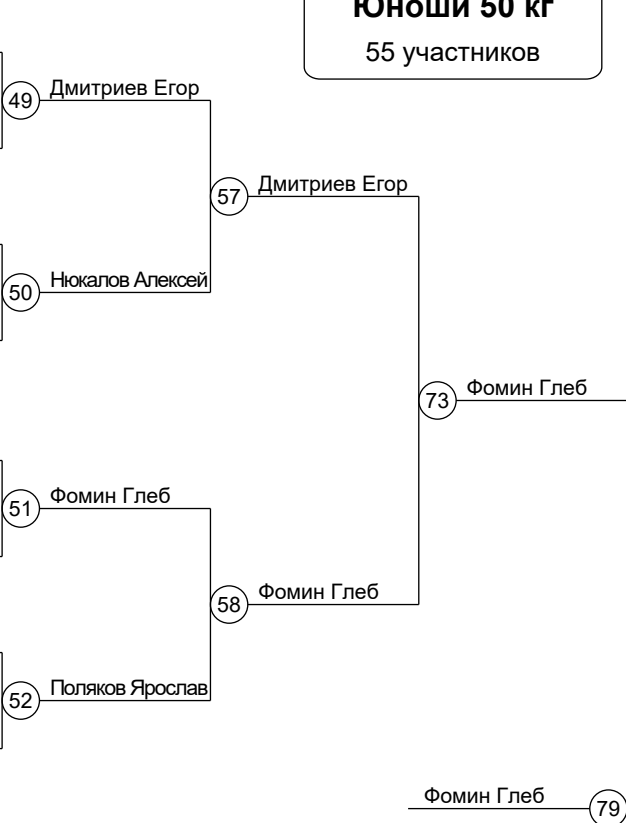 Юноши 50 кг
55 участников
49 Дмитриев Егор
57 Дмитриев Егор
50 Нюкалов Алексей
73 Фомин Глеб
51 Фомин Глеб
58 Фомин Глеб
52 Поляков Ярослав
Фомин Глеб 79